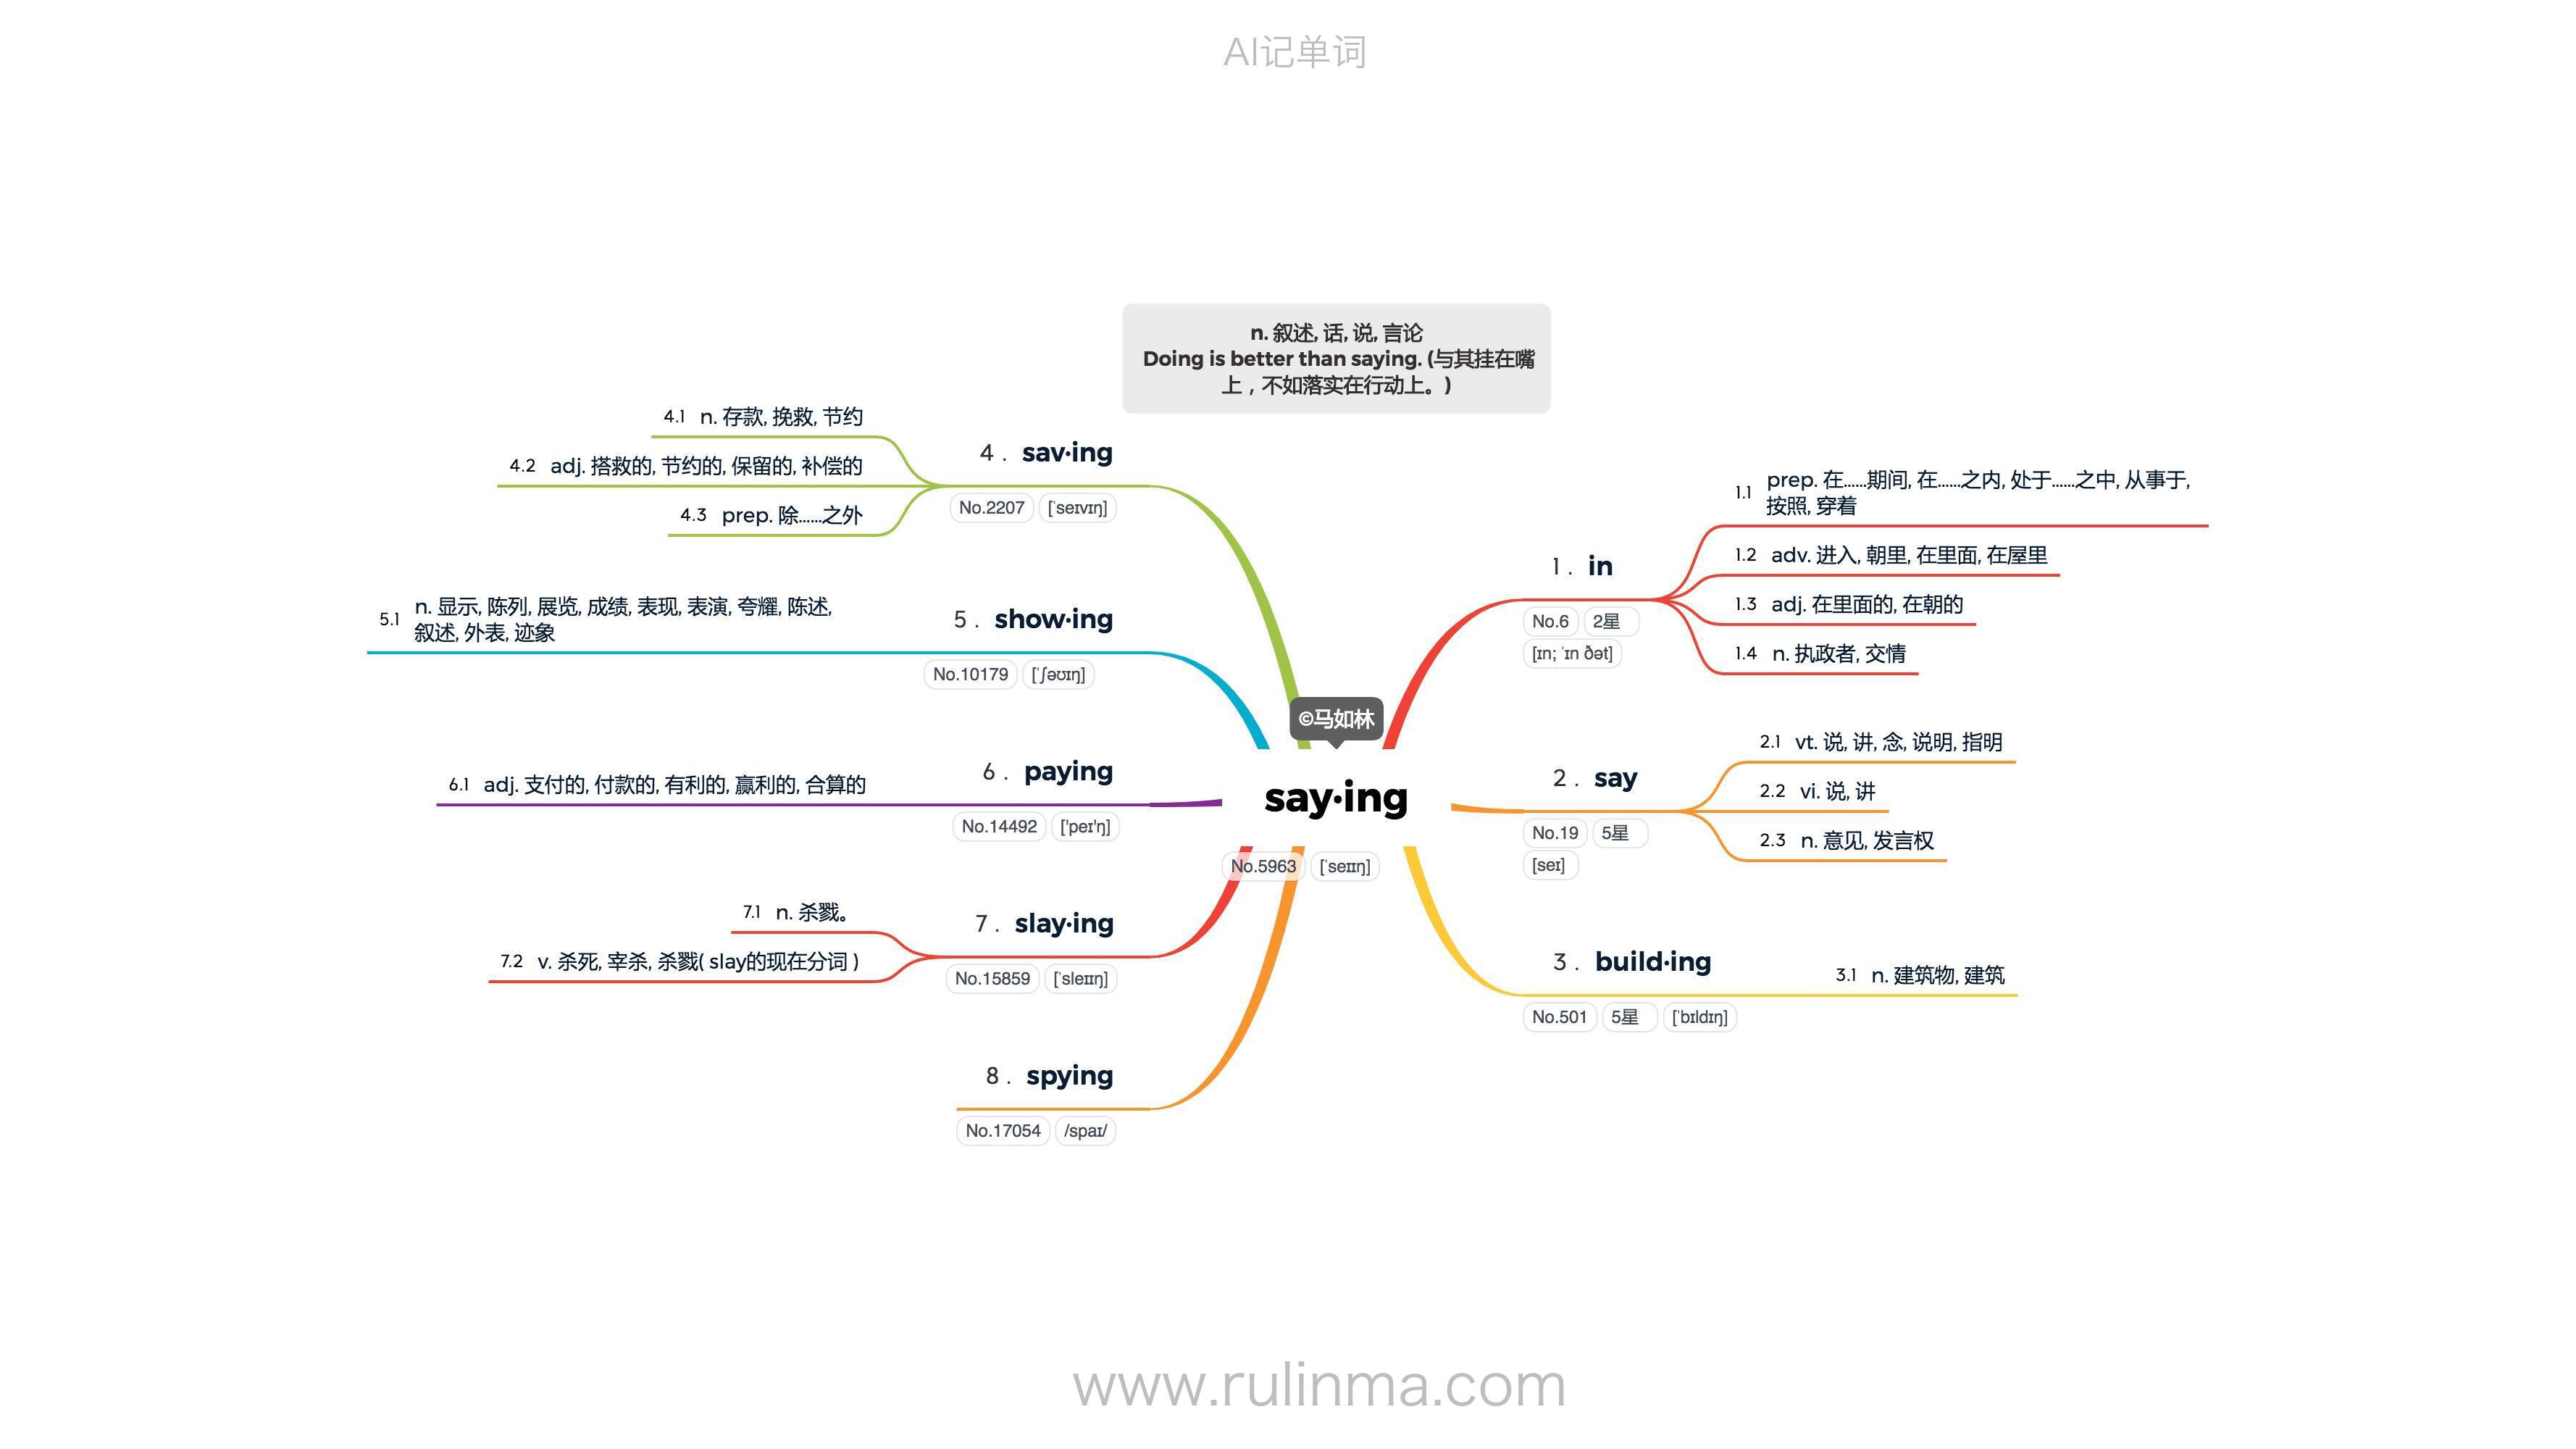 AI记单词
n. 叙述, 话, 说, 言论
Doing is better than saying. (与其挂在嘴
上，不如落实在行动上。)
©马如林
say·ing
No.5963 [ˈseɪɪŋ]
1 . in
No.6 2星
[ɪn; ˈɪn ðət]
1.1 prep. 在……期间, 在……之内, 处于……之中, 从事于,
按照, 穿着
1.2 adv. 进入, 朝里, 在里面, 在屋里
1.3 adj. 在里面的, 在朝的
1.4 n. 执政者, 交情
2 . say
No.19 5星
[seɪ]
2.1 vt. 说, 讲, 念, 说明, 指明
2.2 vi. 说, 讲
2.3 n. 意见, 发言权
3 . build·ing
No.501 5星 [ˈbɪldɪŋ]
3.1 n. 建筑物, 建筑
4 . sav·ing
No.2207 [ˈseɪvɪŋ]
4.1 n. 存款, 挽救, 节约
4.2 adj. 搭救的, 节约的, 保留的, 补偿的
4.3 prep. 除……之外
5 . show·ing
No.10179 [ˈʃəʊɪŋ]
5.1 n. 显示, 陈列, 展览, 成绩, 表现, 表演, 夸耀, 陈述,
叙述, 外表, 迹象
6 . paying
No.14492 ['peɪ'ŋ]
6.1 adj. 支付的, 付款的, 有利的, 赢利的, 合算的
7 . slay·ing
No.15859 [ˈsleɪɪŋ]
7.1 n. 杀戮。
7.2 v. 杀死, 宰杀, 杀戮( slay的现在分词 )
8 . spying
No.17054 /spaɪ/
www.rulinma.com